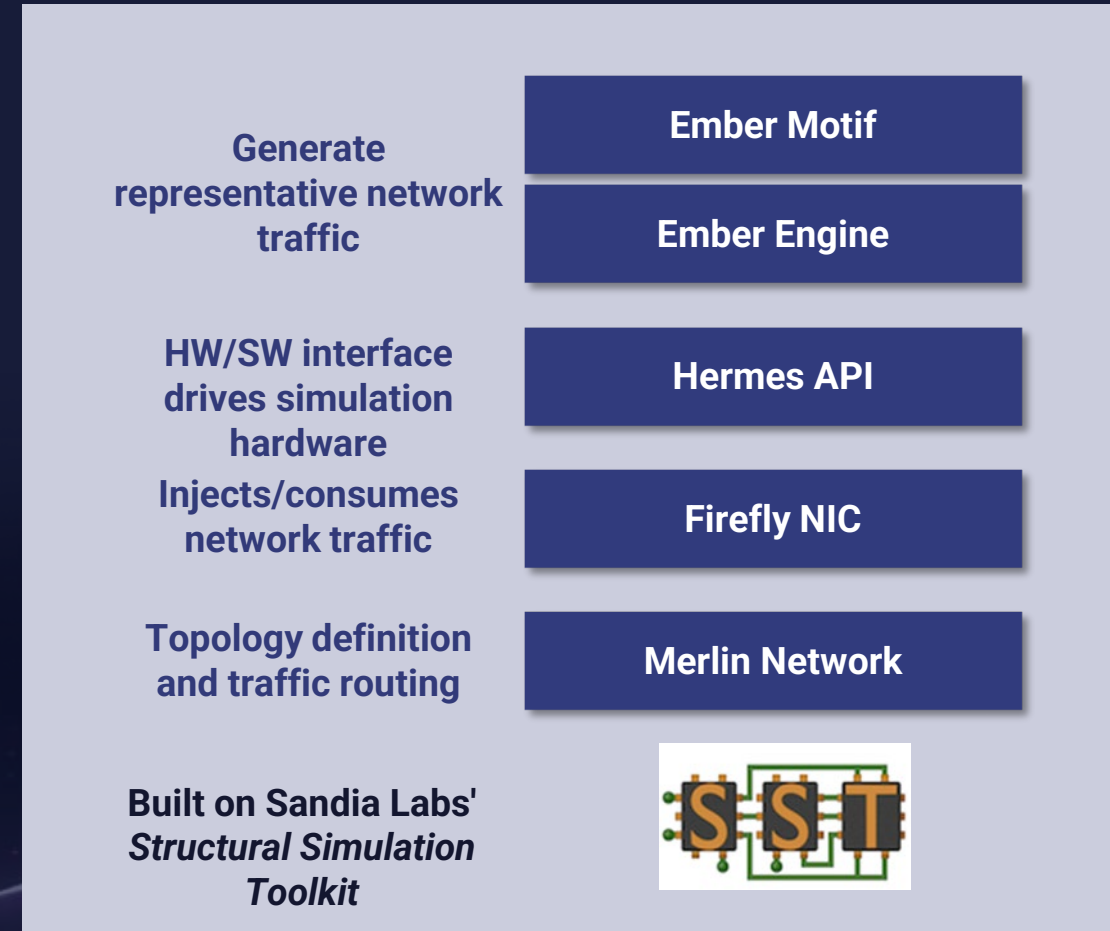 Generate
representative network
traffic
Ember Motif
Ember Engine
HW/SW interface
drives simulation
hardware
Hermes API
Injects/consumes
network traffic
Firefly NIC
Topology definition
and traffic routing
Merlin Network
Built on Sandia Labs'
Structural Simulation
Toolkit
SST